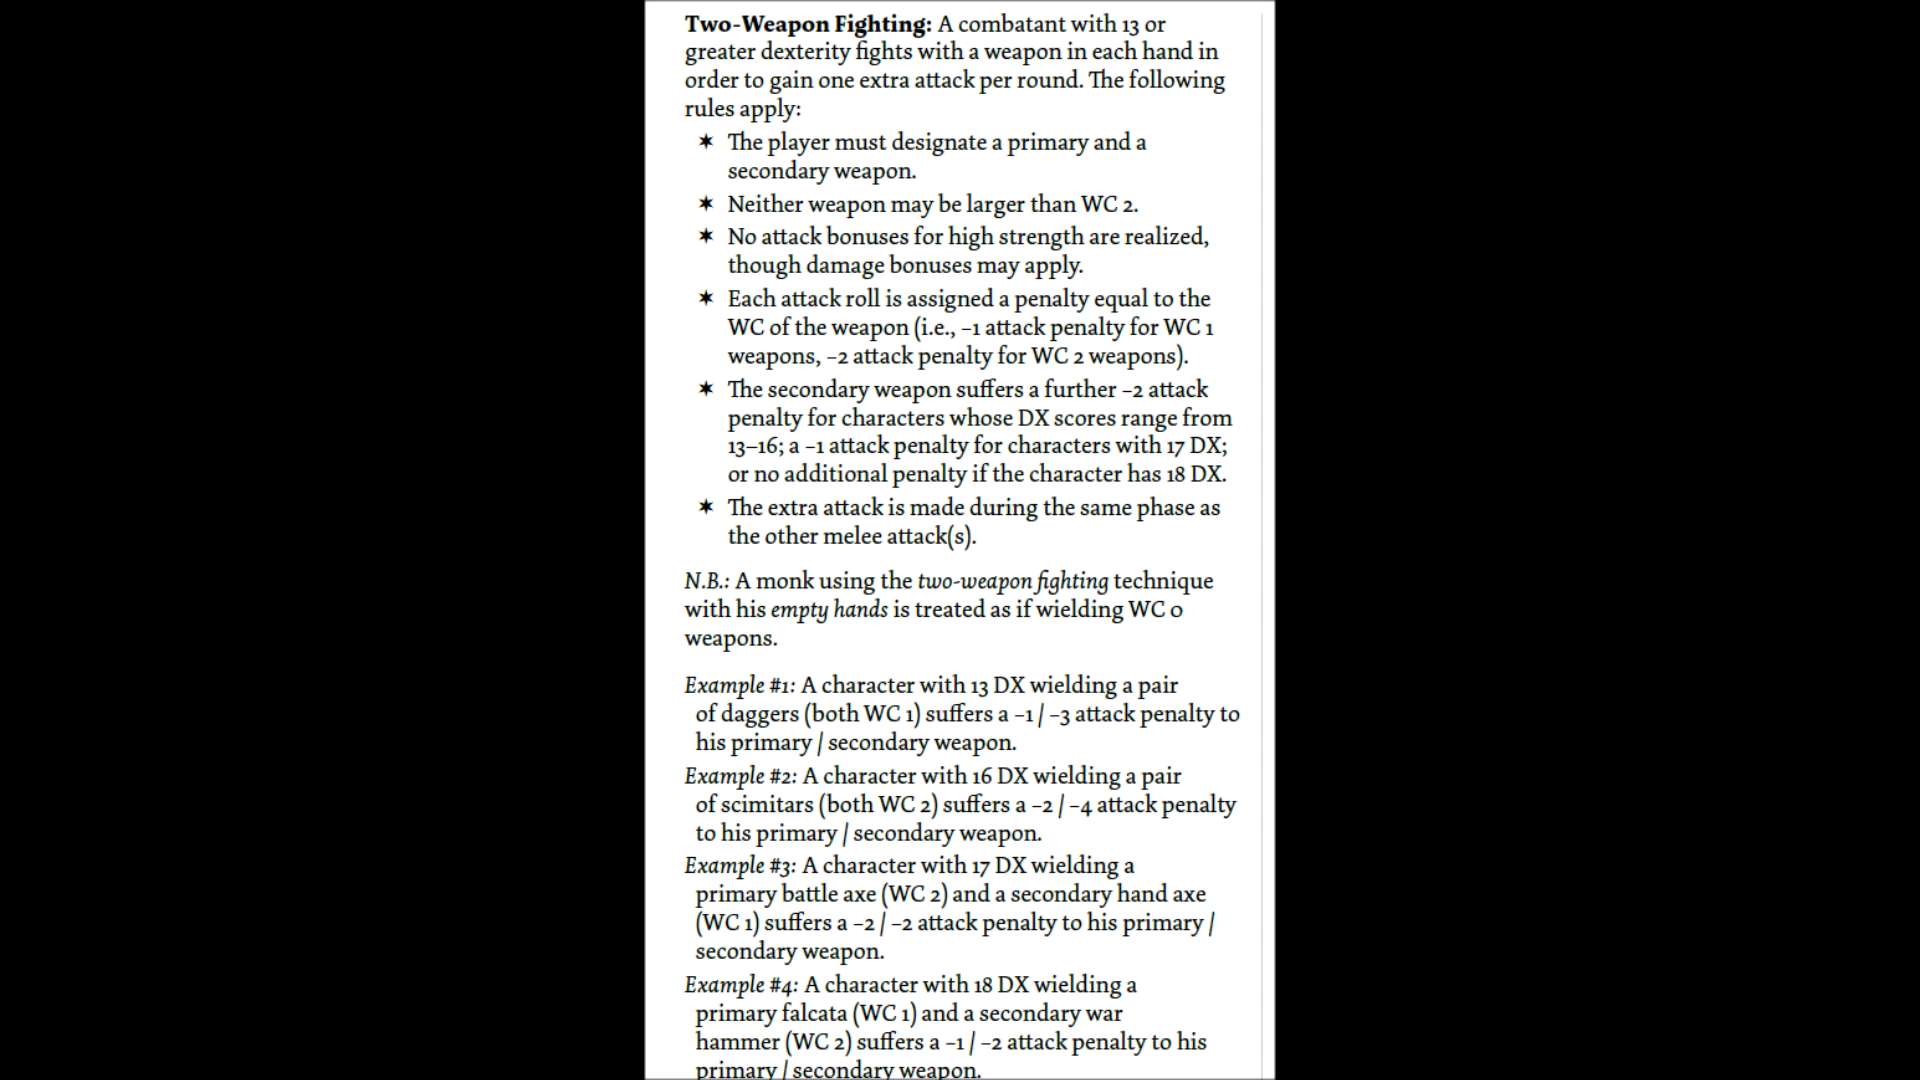 Two-Weapon Fighting: A combatant with 13 or
greater dexterity fights with a weapon in each hand in
order to gain one extra attack per round. The following
rules apply:
✶ The player must designate a primary and a
secondary weapon.
✶ Neither weapon may be larger than WC 2.
✶ No attack bonuses for high strength are realized,
though damage bonuses may apply.
✶ Each attack roll is assigned a penalty equal to the
WC of the weapon (i.e., –1 attack penalty for WC 1
weapons, –2 attack penalty for WC 2 weapons).
✶ The secondary weapon suffers a further –2 attack
penalty for characters whose DX scores range from
13–16; a –1 attack penalty for characters with 17 DX;
or no additional penalty if the character has 18 DX.
✶ The extra attack is made during the same phase as
the other melee attack(s).
N.B.: A monk using the two-weapon fighting technique
with his empty hands is treated as if wielding WC 0
weapons.
Example #1: A character with 13 DX wielding a pair
of daggers (both WC 1) suffers a –1 / –3 attack penalty to
his primary / secondary weapon.
Example #2: A character with 16 DX wielding a pair
of scimitars (both WC 2) suffers a –2 / –4 attack penalty
to his primary / secondary weapon.
Example #3: A character with 17 DX wielding a
primary battle axe (WC 2) and a secondary hand axe
(WC 1) suffers a –2 / –2 attack penalty to his primary /
secondary weapon.
Example #4: A character with 18 DX wielding a
primary falcata (WC 1) and a secondary war
hammer (WC 2) suffers a –1 / –2 attack penalty to his
primary / secondary weapon.